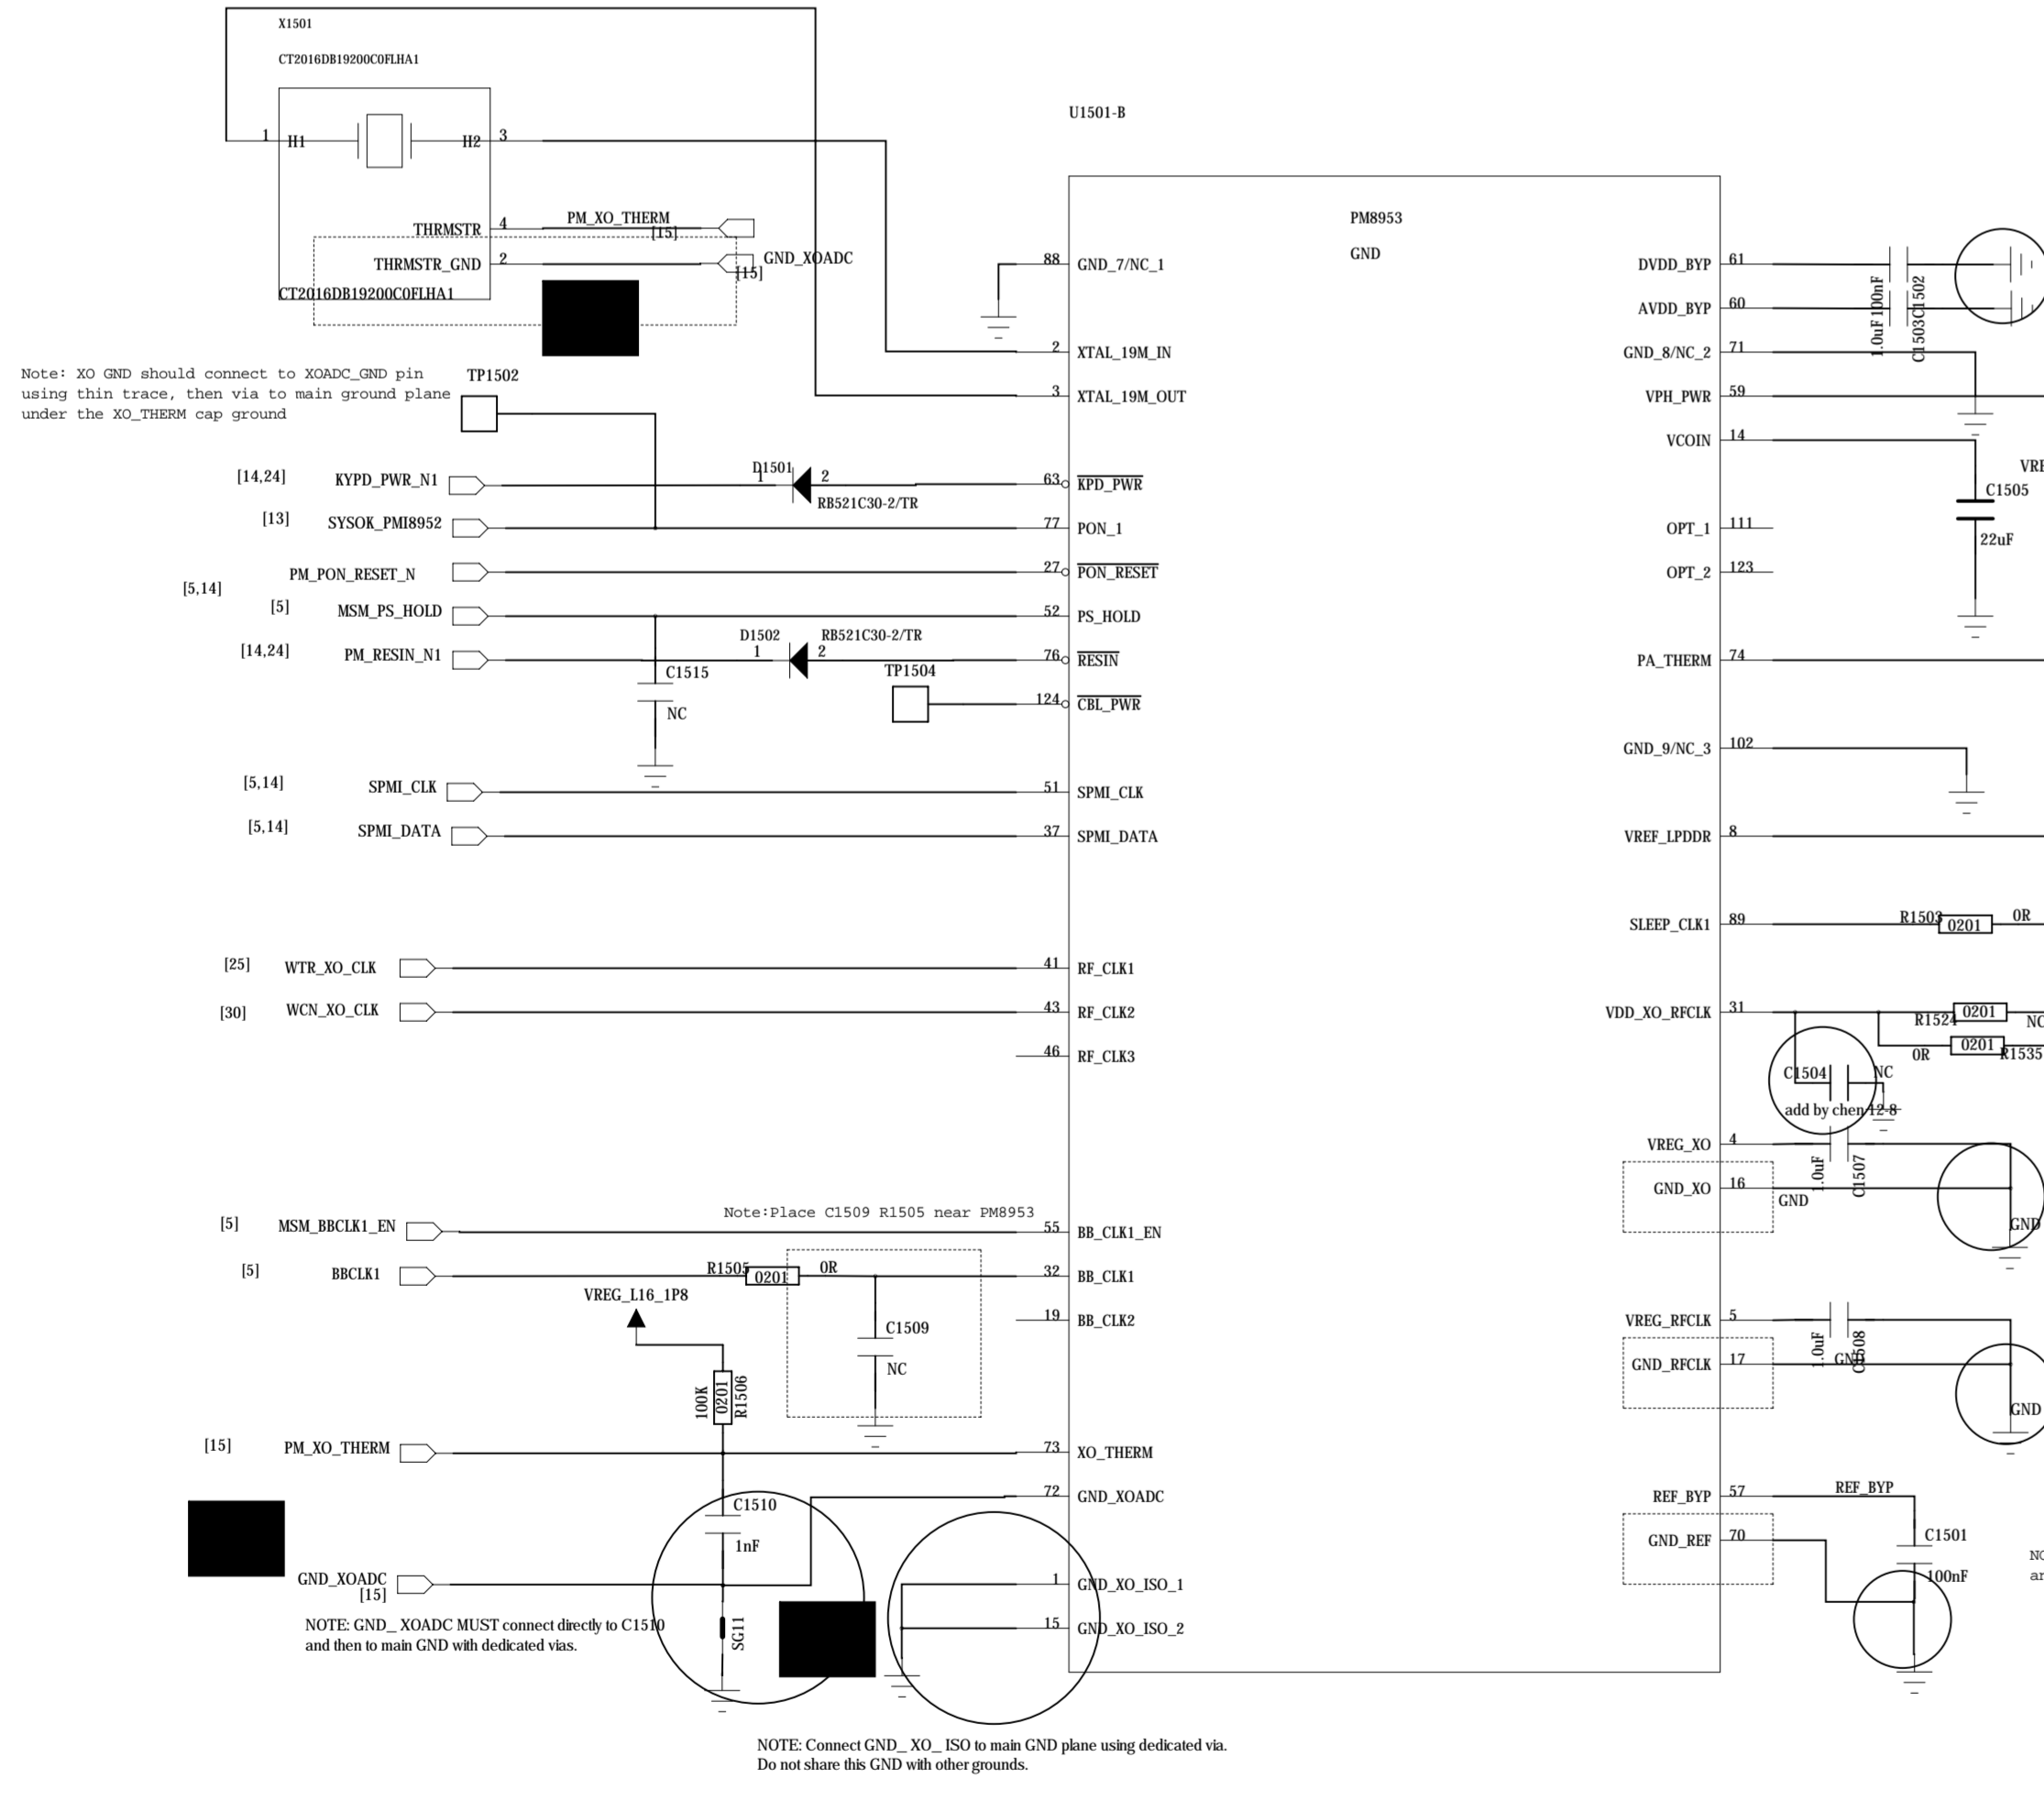 X1501
CT2016DB19200C0FLHA1
1
H1
H2
3
THRMSTR
4
PM_XO_THERM
[15]
THRMSTR_GND
2
GND_XOADC
[15]
CT2016DB19200C0FLHA1
Note: XO GND should connect to XOADC_GND pin
using thin trace, then via to main ground plane
under the XO_THERM cap ground
TP1502
U1501-B
PM8953
GND
88
GND_7/NC_1
2
XTAL_19M_IN
3
XTAL_19M_OUT
[14,24]
KYPD_PWR_N1
D1501
1
2
RB521C30-2/TR
63
KPD_PWR
[13]
SYSOK_PMI8952
77
PON_1
PM_PON_RESET_N
[5,14]
27
PON_RESET
[5]
MSM_PS_HOLD
52
PS_HOLD
[14,24]
PM_RESIN_N1
D1502
1
2
RB521C30-2/TR
76
RESIN
C1515
NC
TP1504
124
CBL_PWR
[5,14]
SPMI_CLK
51
SPMI_CLK
[5,14]
SPMI_DATA
37
SPMI_DATA
[25]
WTR_XO_CLK
41
RF_CLK1
[30]
WCN_XO_CLK
43
RF_CLK2
46
RF_CLK3
Note:Place C1509 R1505 near PM8953
[5]
MSM_BBCLK1_EN
55
BB_CLK1_EN
[5]
BBCLK1
R1505
0201
0R
32
BB_CLK1
VREG_L16_1P8
19
BB_CLK2
C1509
NC
100K
0201
R1506
[15]
PM_XO_THERM
73
XO_THERM
72
GND_XOADC
C1510
1nF
GND_XOADC
[15]
1
GND_XO_ISO_1
15
GND_XO_ISO_2
SG11
NOTE: GND_ XOADC MUST connect directly to C1510
and then to main GND with dedicated vias.
NOTE: Connect GND_ XO_ ISO to main GND plane using dedicated via.
Do not share this GND with other grounds.
DVDD_BYP
61
AVDD_BYP
60
1.0uF
100nF
C1503
C1502
GND_8/NC_2
71
VPH_PWR
59
VCOIN
14
VRE
C1505
22uF
OPT_1
111
OPT_2
123
PA_THERM
74
GND_9/NC_3
102
VREF_LPDDR
8
SLEEP_CLK1
89
R1503
0201
0R
VDD_XO_RFCLK
31
R1524
0201
NC
0R
0201
R1535
C1504
NC
add by chen 12-8
VREG_XO
4
1.0uF
C1507
GND_XO
16
GND
GND
VREG_RFCLK
5
1.0uF
C1508
GND_RFCLK
17
GND
GND
REF_BYP
57
REF_BYP
GND_REF
70
C1501
100nF
NO
an